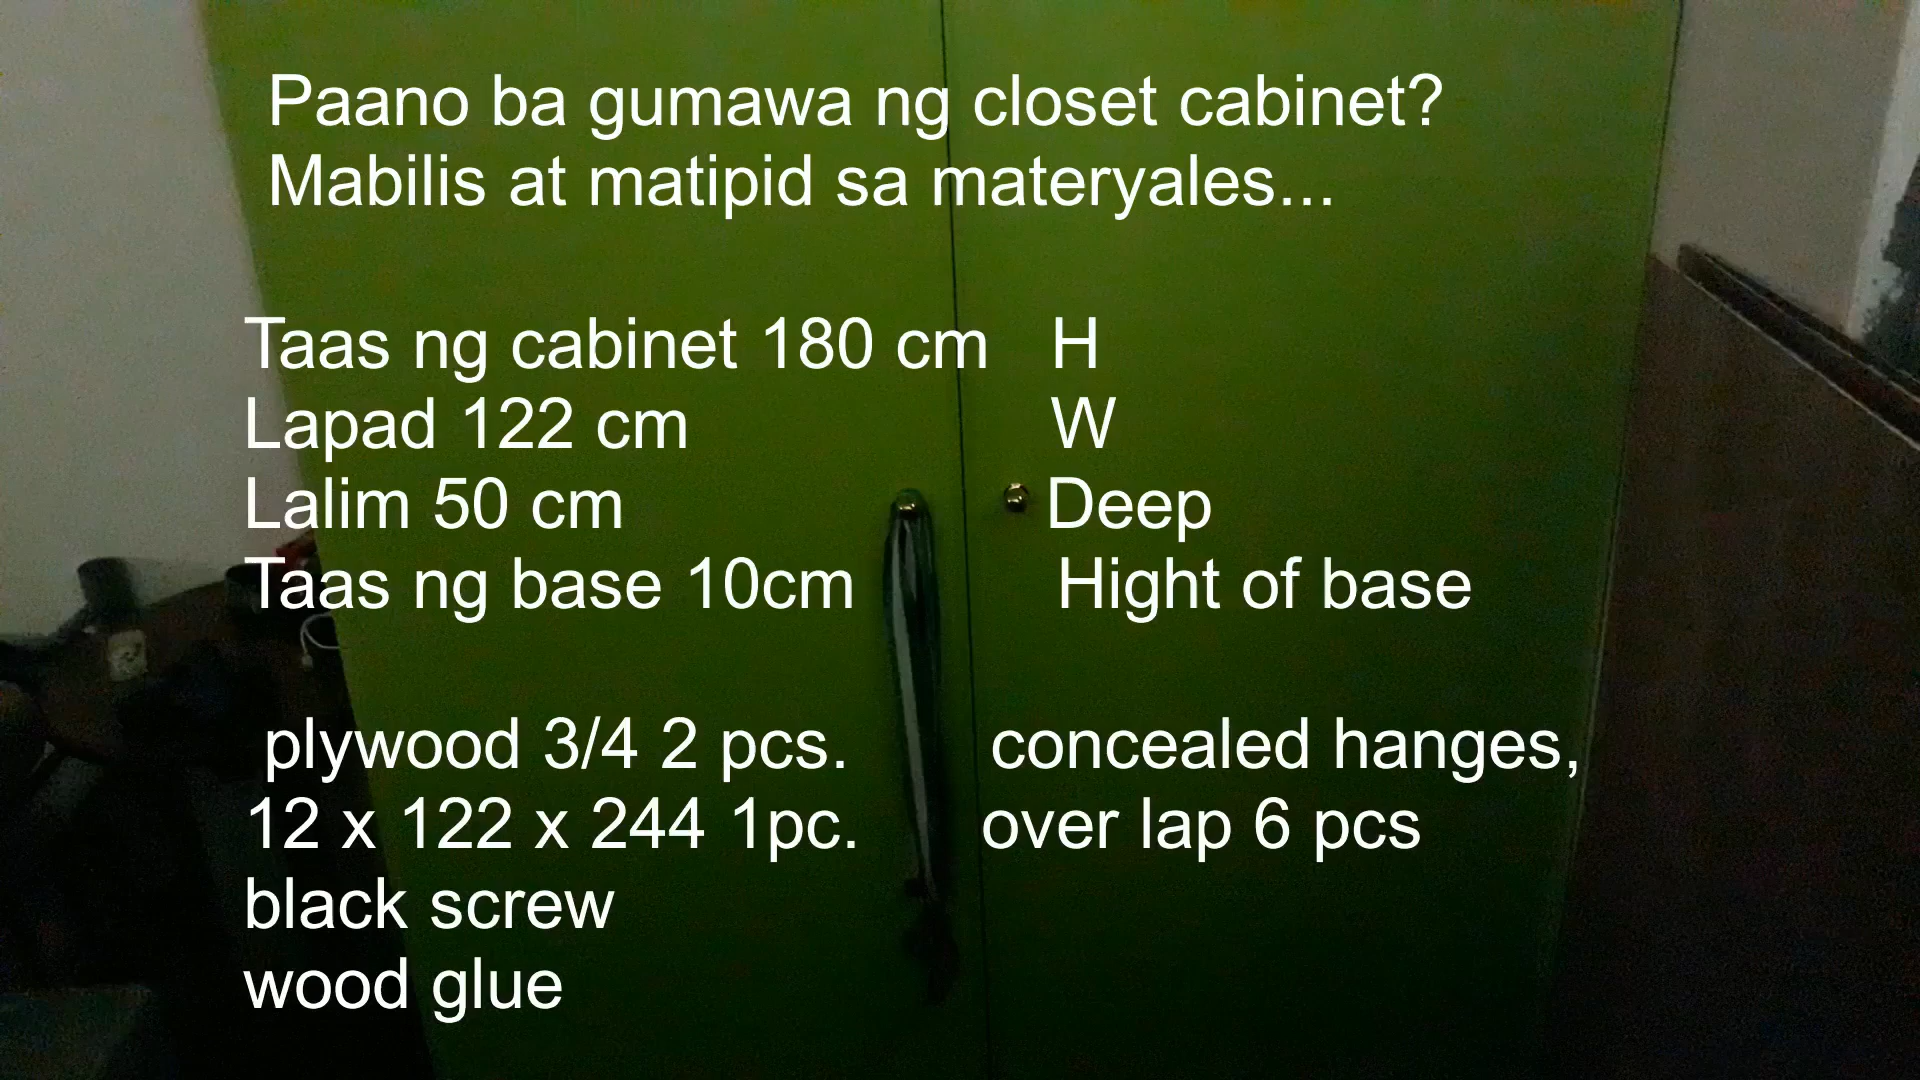 Paano ba gumawa ng closet cabinet?
Mabilis at matipid sa materyales...
Taas ng cabinet 180 cm H
Lapad 122 cm W
Lalim 50 cm Deep
Taas ng base 10cm Hight of base
plywood 3/4 2 pcs. concealed hanges,
12 x 122 x 244 1pc. over lap 6 pcs
black screw
wood glue